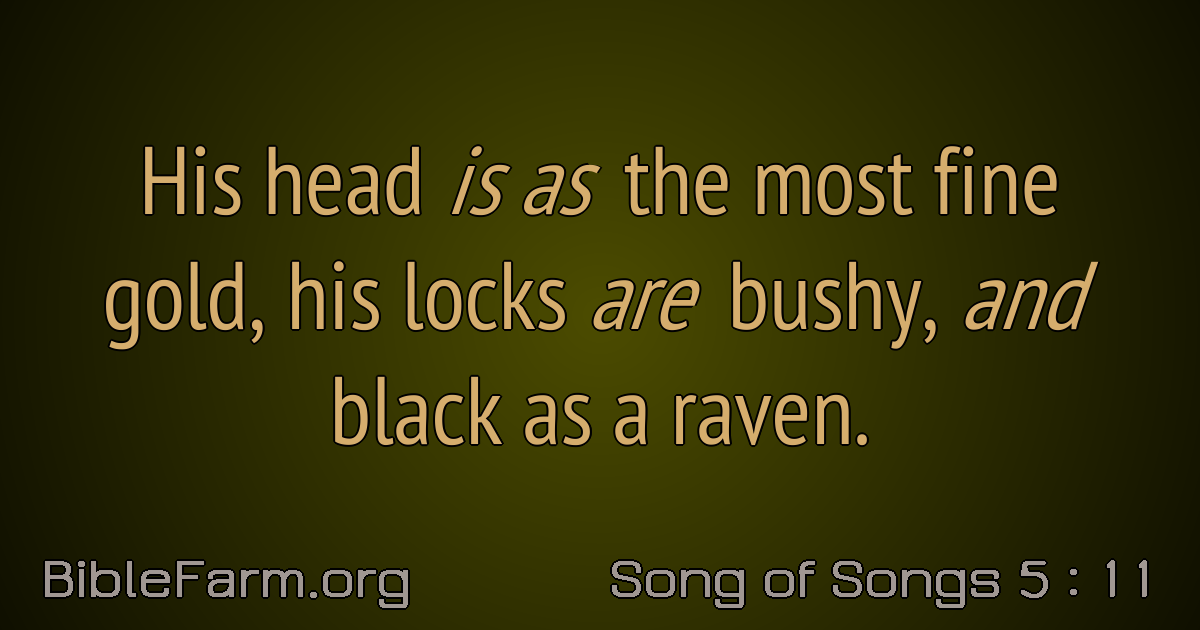 His head is as the most fine
gold, his locks are bushy, and
black as a raven.
BibleFarm.org
Song of Songs 5 : 11